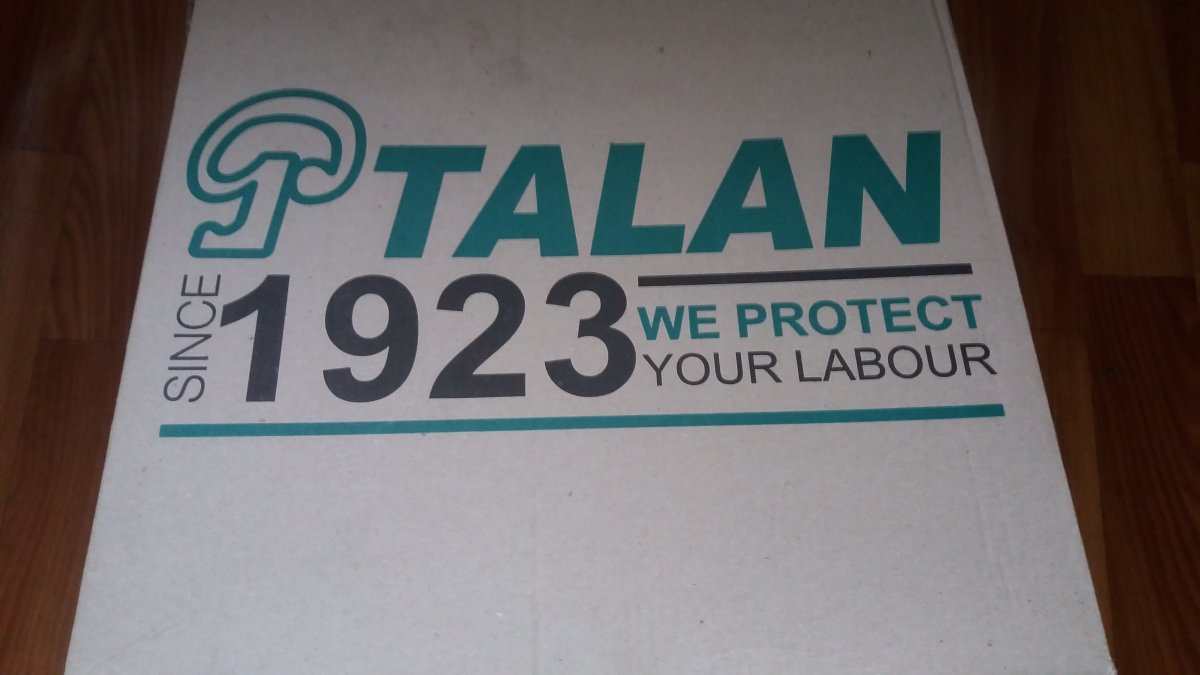 TALAN
SINCE 1923
WE PROTECT
YOUR LABOUR